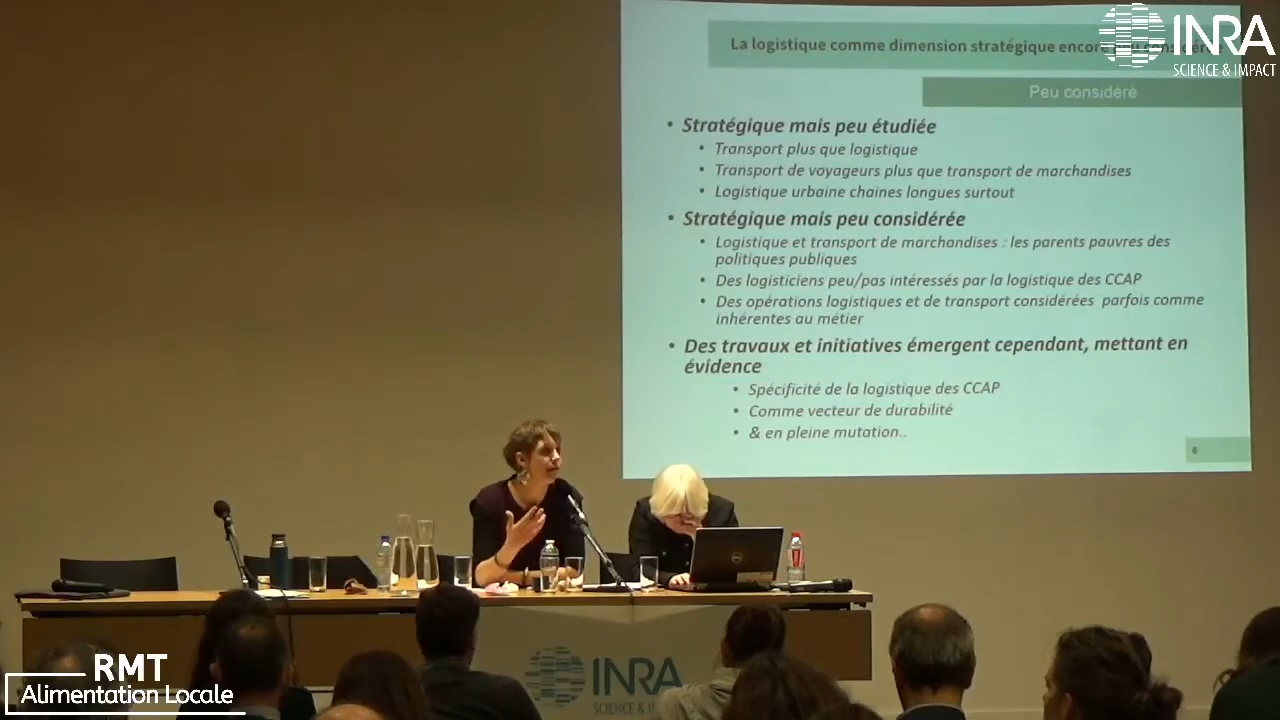 La logistique comme dimension stratégique encore peu considérée
INRA
SCIENCE & IMPACT
Peu considéré
• Stratégique mais peu étudiée
• Transport plus que logistique
• Transport de voyageurs plus que transport de marchandises
• Logistique urbaine chaines longues surtout
• Stratégique mais peu considérée
• Logistique et transport de marchandises : les parents pauvres des
politiques publiques
• Des logisticiens peu/pas intéressés par la logistique des CCAP
• Des opérations logistiques et de transport considérées parfois comme
inhérentes au métier
• Des travaux et initiatives émergent cependant, mettant en
évidence
• Spécificité de la logistique des CCAP
• Comme vecteur de durabilité
• & en pleine mutation..
6
INRA
SCIENCE & 
RMT
Alimentation Locale